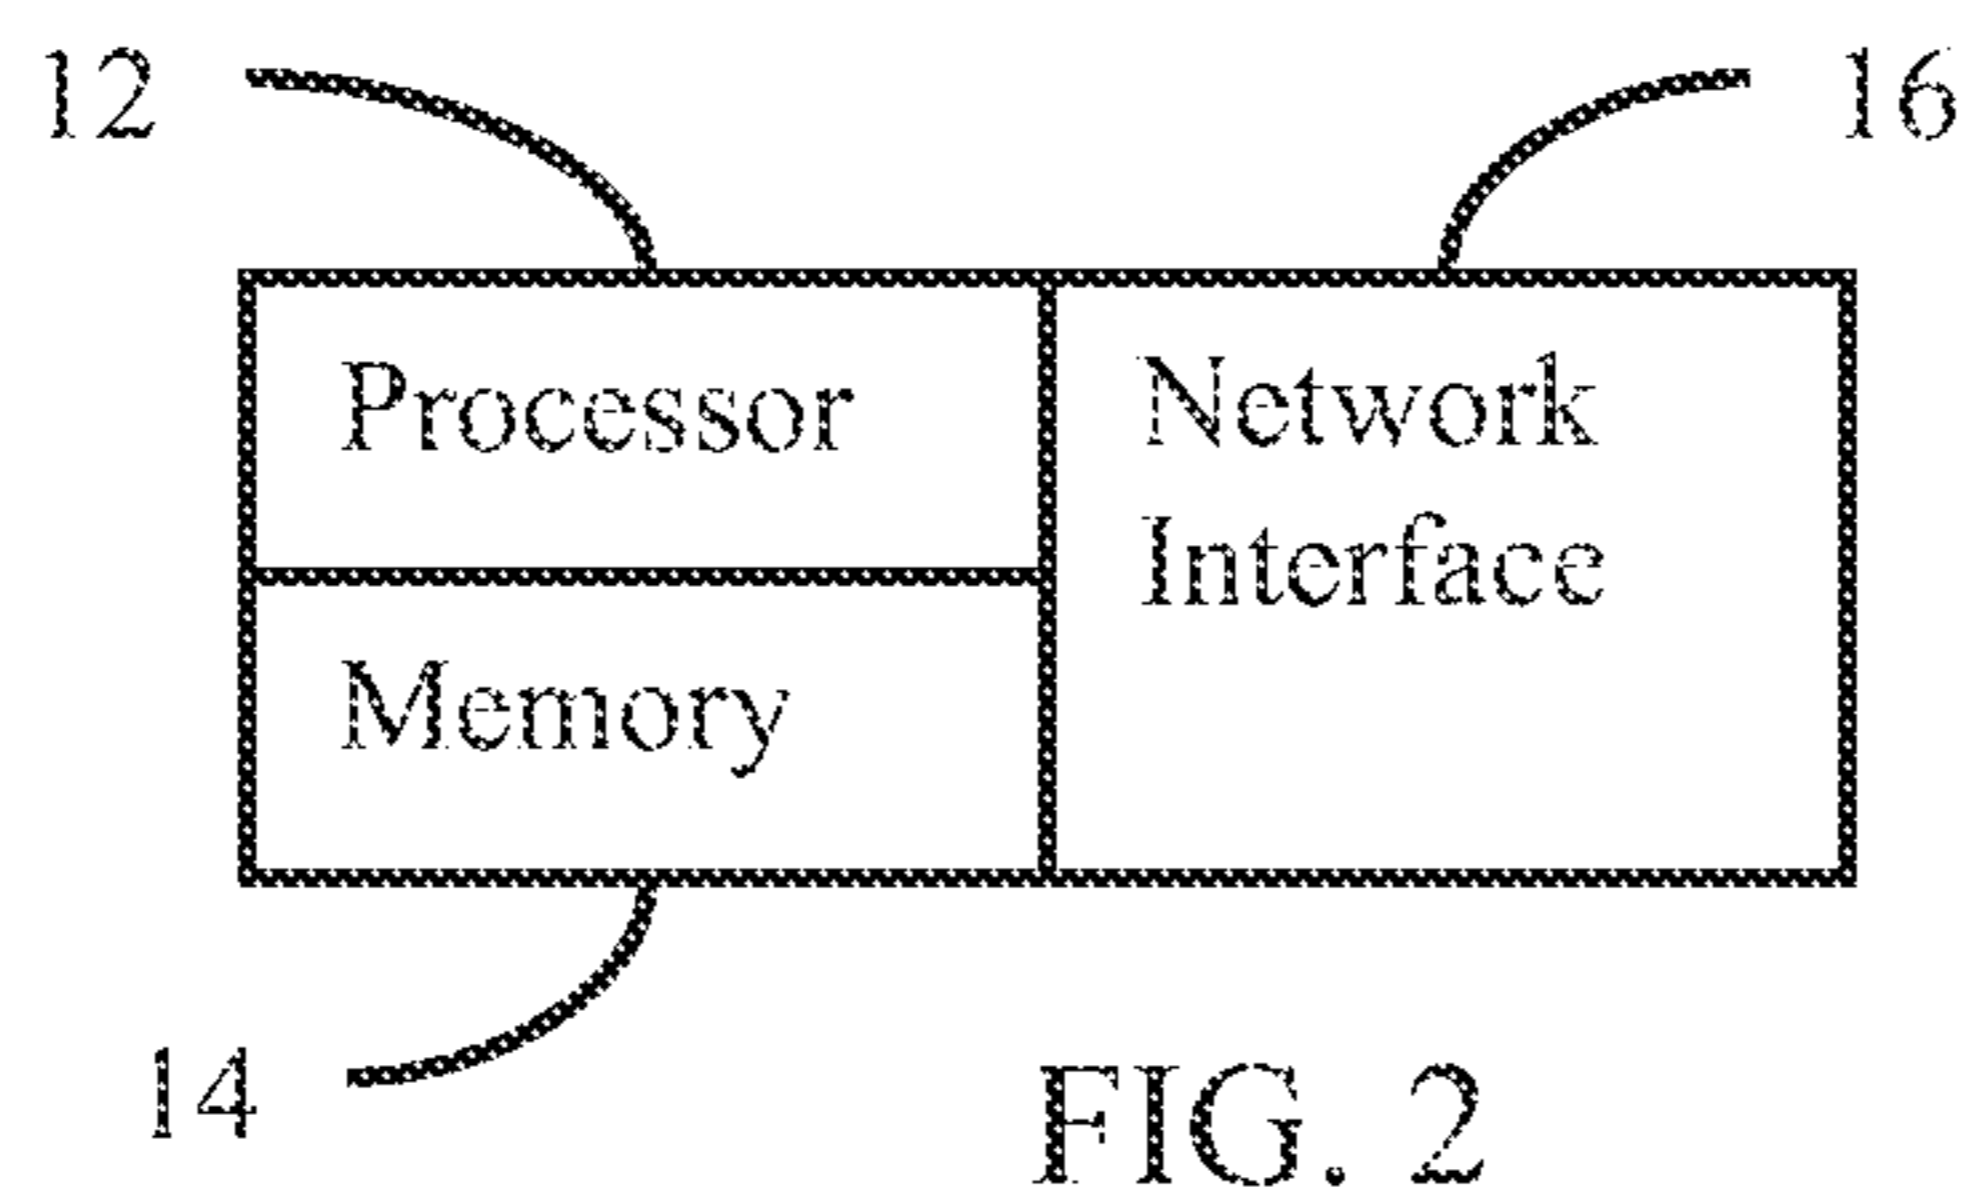 12
16
Processor
Network
Interface
Memory
14
FIG. 2